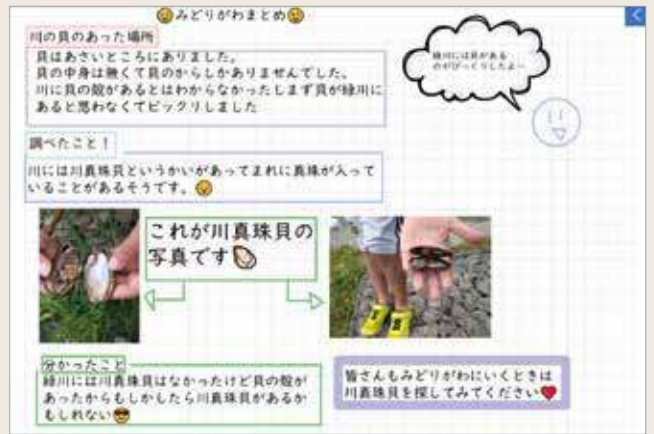 みどりがわまとめ
川の貝のあった場所
貝はあさいところにありました。
貝の中身は無くて貝のからしかありませんでした。
川に貝の殻があるとはわからなかったしまず貝が緑川に
あると思わなくてビックリしました
緑川には貝がある
のがびっくりしたよー
調べたこと！
川には川真珠貝というかいがあってまれに真珠が入って
いることがあるそうです。
これが川真珠貝の
写真です
分かったこと
緑川には川真珠貝はなかったけど貝の殻が
あったからもしかしたら川真珠貝があるか
もしれない
皆さんもみどりがわにいくときは
川真珠貝を探してみてください